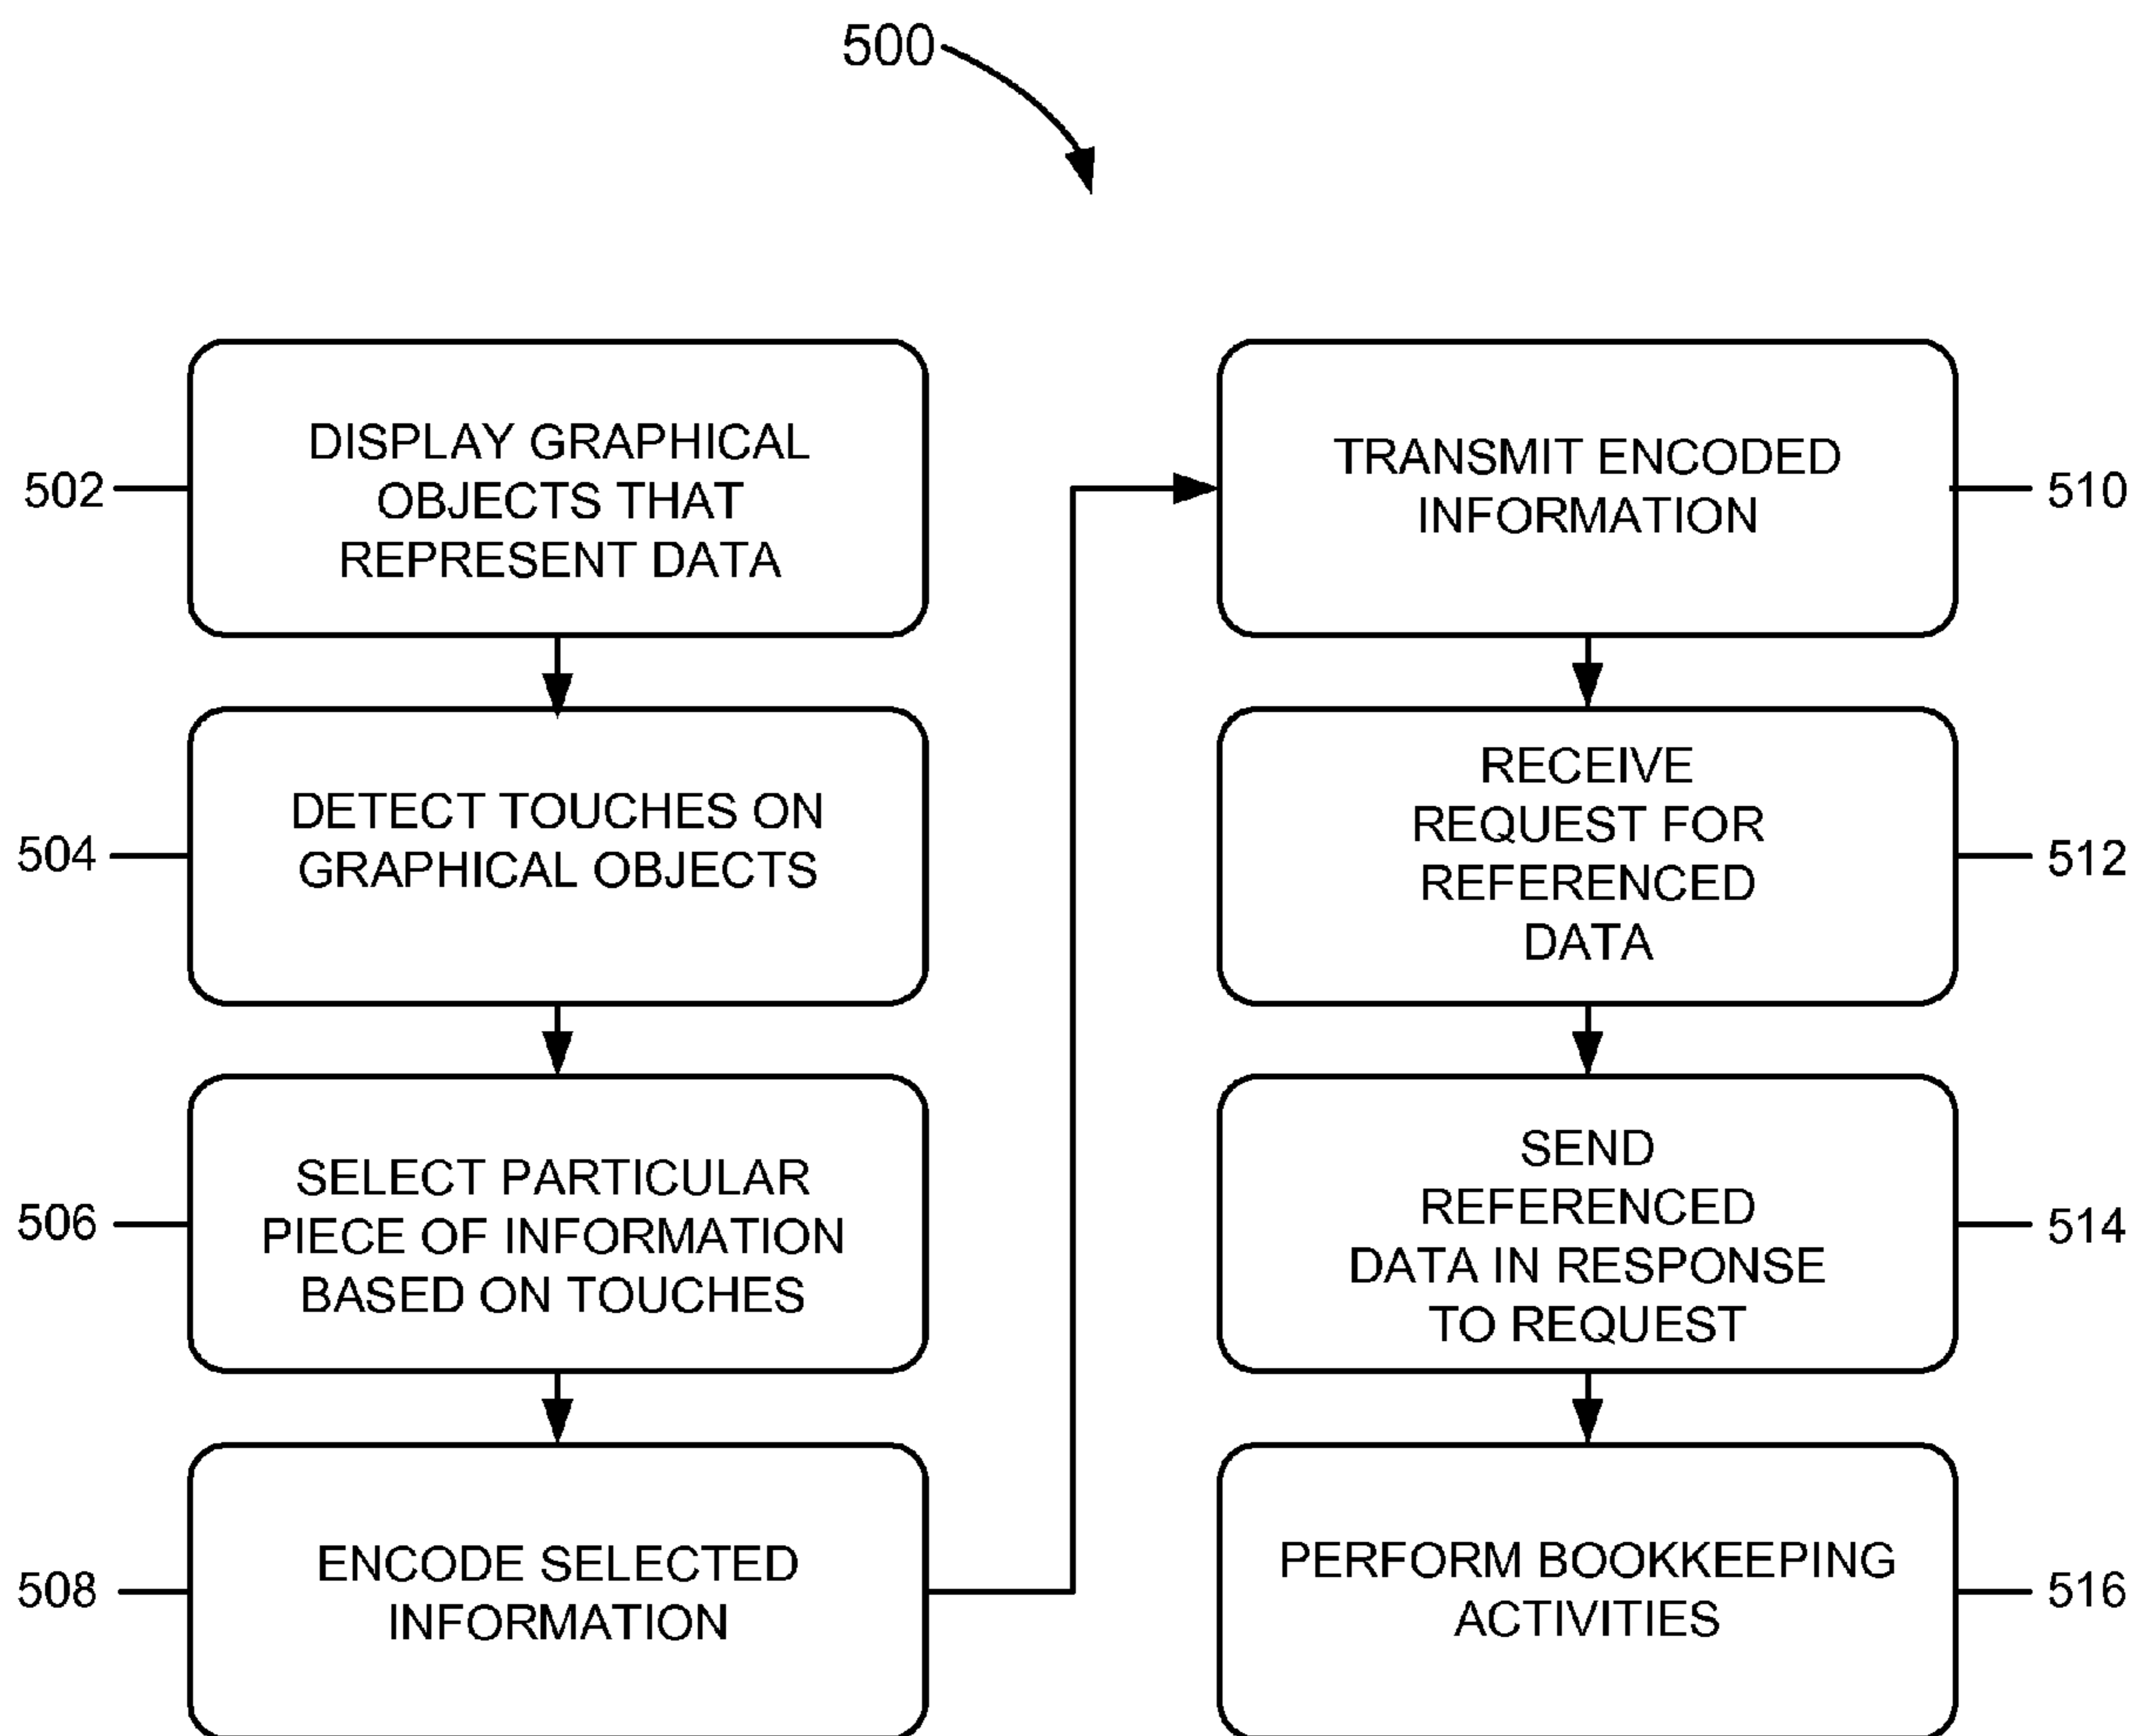 500
502
DISPLAY GRAPHICAL
OBJECTS THAT
REPRESENT DATA
504
DETECT TOUCHES ON
GRAPHICAL OBJECTS
506
SELECT PARTICULAR
PIECE OF INFORMATION
BASED ON TOUCHES
508
ENCODE SELECTED
INFORMATION
TRANSMIT ENCODED
INFORMATION
510
RECEIVE
REQUEST FOR
REFERENCED
DATA
512
SEND
REFERENCED
DATA IN RESPONSE
TO REQUEST
514
PERFORM BOOKKEEPING
ACTIVITIES
516